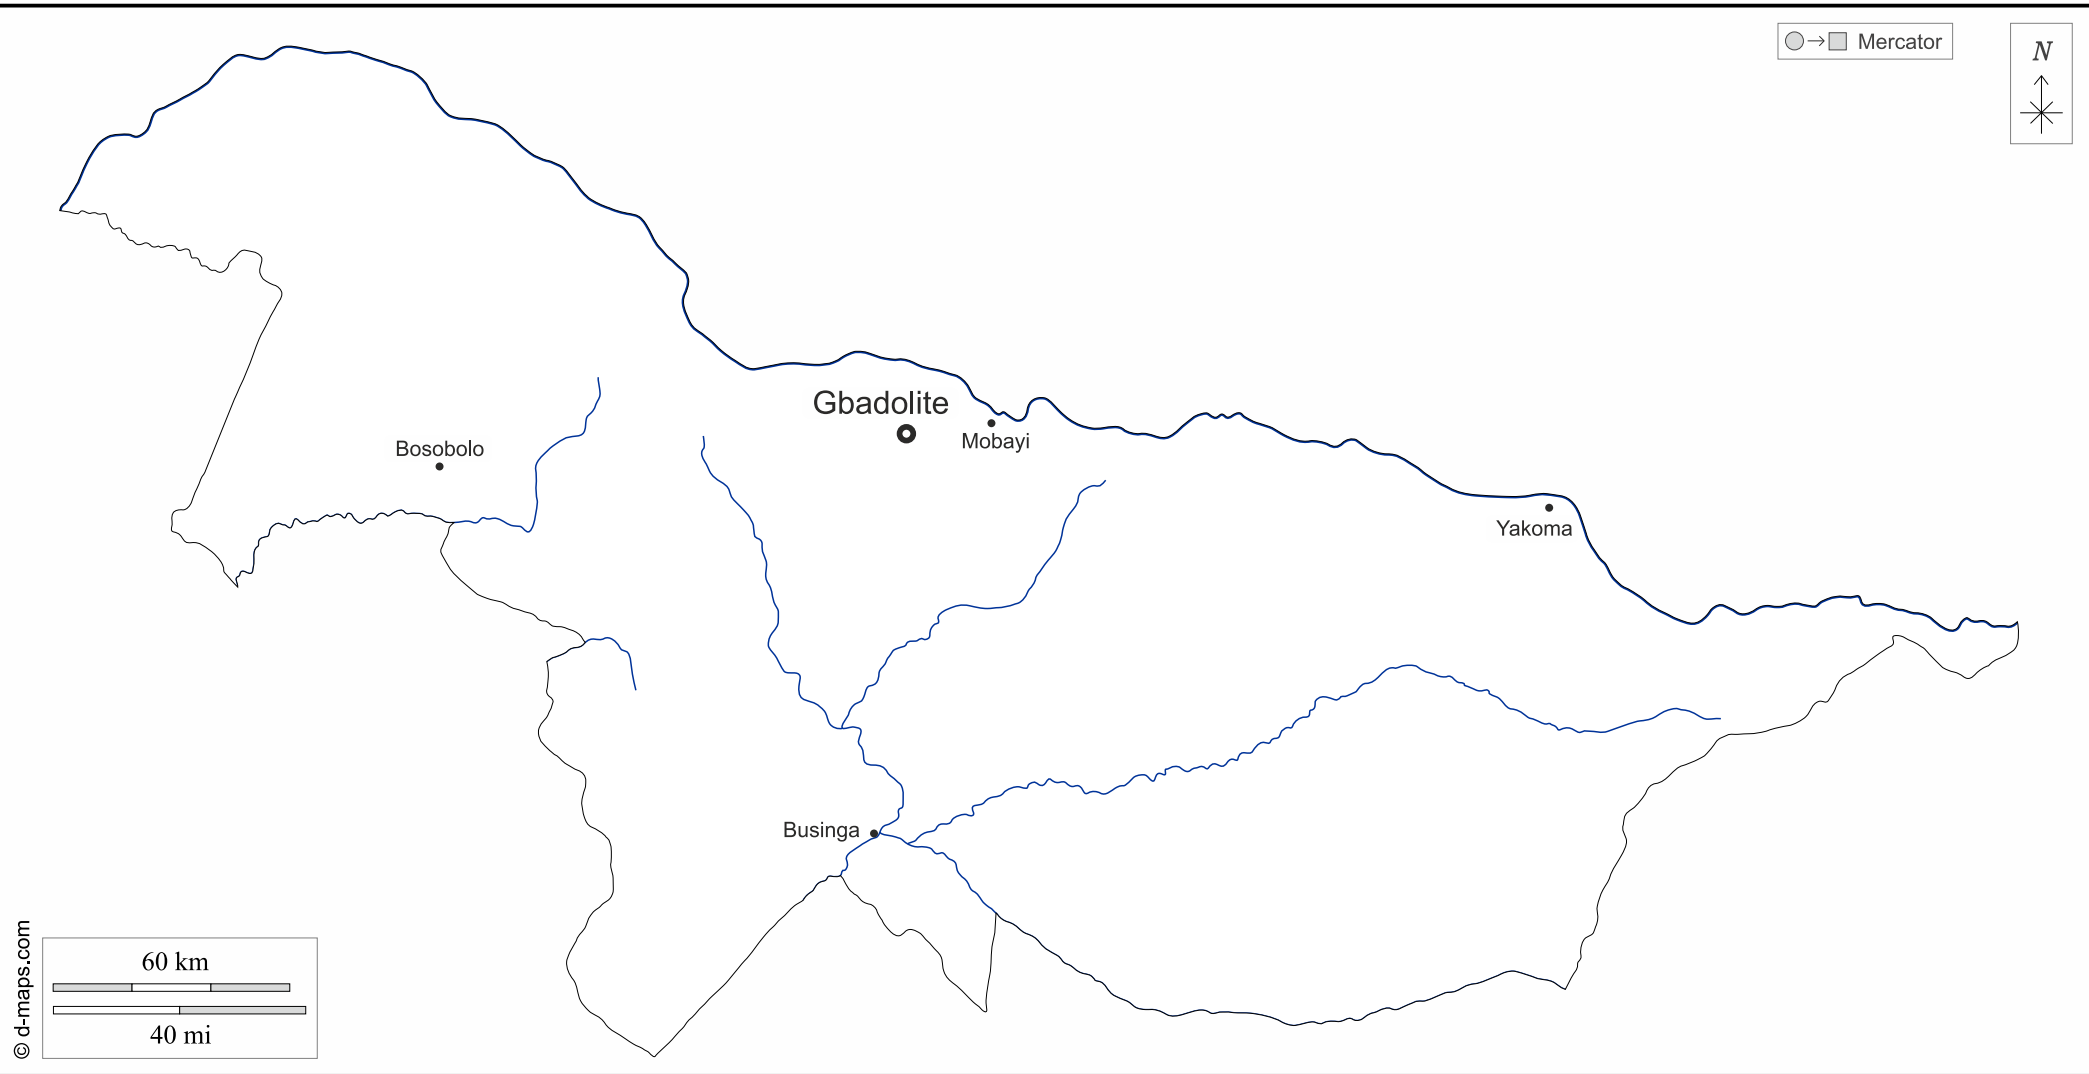 Mercator
N
Gbadolite
Mobayi
Bosobolo
Yakoma
Businga
60 km
40 mi
© d-maps.com